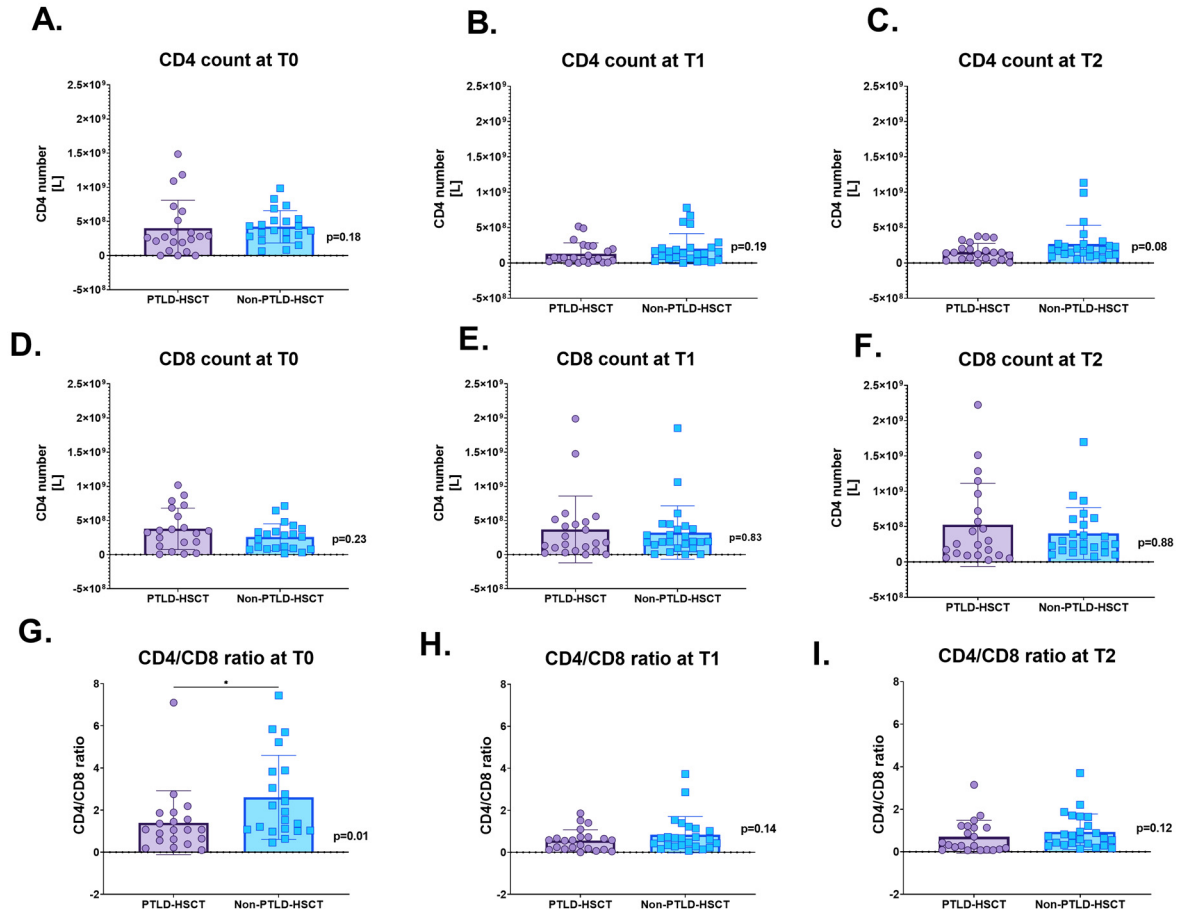 A.
CD4 count at T0
2.5×10⁹
2×10⁹
1.5×10⁹
1×10⁹
5×10⁸
0
-5×10⁸
CD4 number
[L]
p=0.18
PTLD-HSCT Non-PTLD-HSCT
B.
CD4 count at T1
2.5×10⁹
2×10⁹
1.5×10⁹
1×10⁹
5×10⁸
0
-5×10⁸
CD4 number
[L]
p=0.19
PTLD-HSCT Non-PTLD-HSCT
C.
CD4 count at T2
2.5×10⁹
2×10⁹
1.5×10⁹
1×10⁹
5×10⁸
0
-5×10⁸
CD4 number
[L]
p=0.08
PTLD-HSCT Non-PTLD-HSCT
D.
CD8 count at T0
2.5×10⁹
2×10⁹
1.5×10⁹
1×10⁹
5×10⁸
0
-5×10⁸
CD4 number
[L]
p=0.23
PTLD-HSCT Non-PTLD-HSCT
E.
CD8 count at T1
2.5×10⁹
2×10⁹
1.5×10⁹
1×10⁹
5×10⁸
0
-5×10⁸
CD4 number
[L]
p=0.83
PTLD-HSCT Non-PTLD-HSCT
F.
CD8 count at T2
2.5×10⁹
2×10⁹
1.5×10⁹
1×10⁹
5×10⁸
0
-5×10⁸
CD4 number
[L]
p=0.88
PTLD-HSCT Non-PTLD-HSCT
G.
CD4/CD8 ratio at T0
8
6
4
2
0
-2
CD4/CD8 ratio
*
p=0.01
PTLD-HSCT Non-PTLD-HSCT
H.
CD4/CD8 ratio at T1
8
6
4
2
0
-2
CD4/CD8 ratio
p=0.14
PTLD-HSCT Non-PTLD-HSCT
I.
CD4/CD8 ratio at T2
8
6
4
2
0
-2
CD4/CD8 ratio
p=0.12
PTLD-HSCT Non-PTLD-HSCT